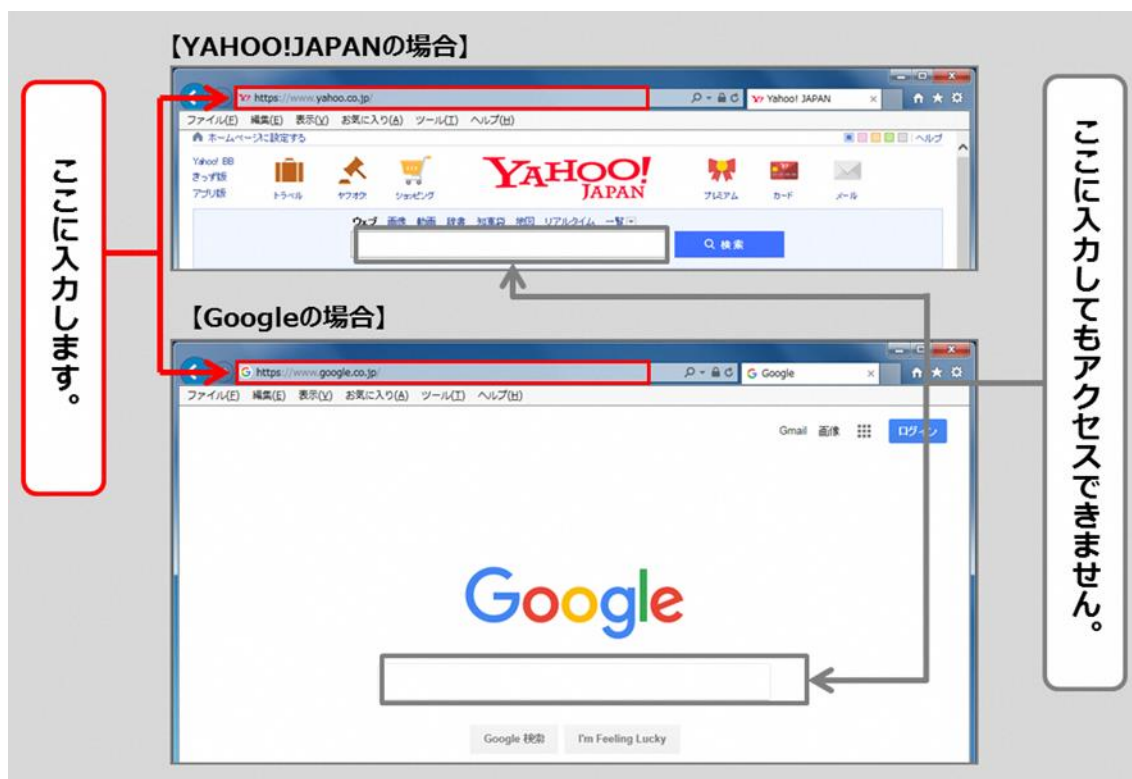 【YAHOO!JAPANの場合】
https://www.yahoo.co.jp/
Yahoo! JAPAN
ファイル(F) 編集(E) 表示(V) お気に入り(A) ツール(T) ヘルプ(H)
ホームページに設定する
ヘルプ
Yahoo! BB
きっず版
アプリ版
トラベル
ヤフオク!
ショッピング
YAHOO!
JAPAN
プレミアム
カード
メール
ウェブ 画像 動画 辞書 知恵袋 地図 リアルタイム 一覧
検索
ここに入力します。
ここに入力してもアクセスできません。
【Googleの場合】
https://www.google.co.jp/
Google
ファイル(F) 編集(E) 表示(V) お気に入り(A) ツール(T) ヘルプ(H)
Gmail 画像 ログイン
Google
Google 検索 I'm Feeling Lucky